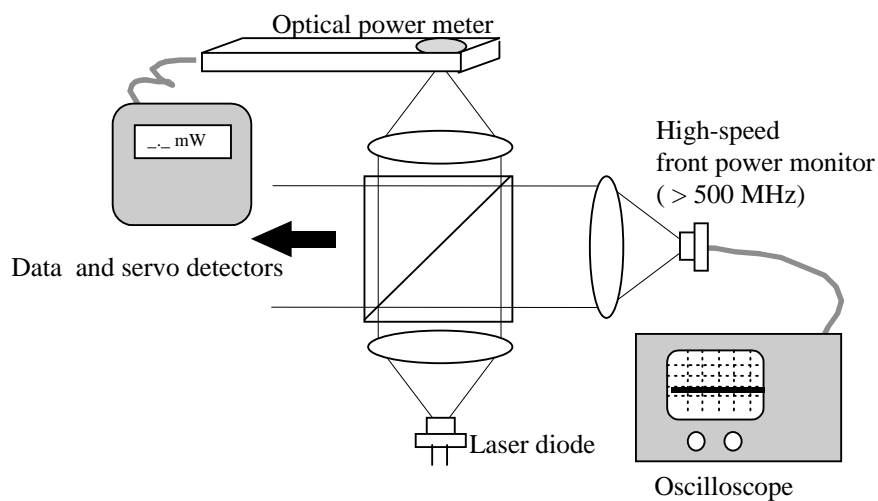 Optical power meter
_._ mW
High-speed
front power monitor
( > 500 MHz)
Data and servo detectors
Laser diode
Oscilloscope